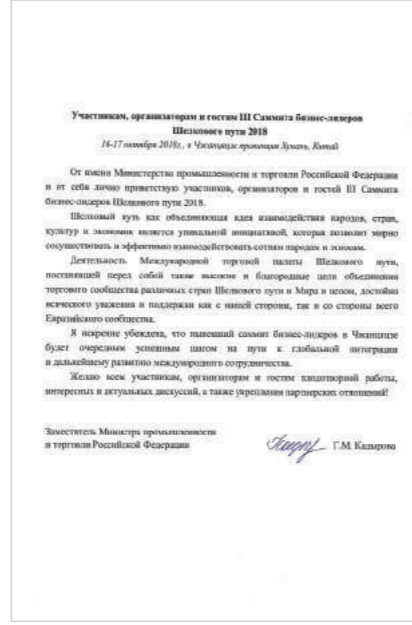 Участникам, организаторам и гостям III Саммита бизнес-лидеров
Шелкового пути 2018
16-17 октября 2018г., г. Чжанцзяцзе провинции Хунань, Китай
От имени Министерства промышленности и торговли Российской Федерации
и от себя лично приветствую участников, организаторов и гостей III Саммита
бизнес-лидеров Шелкового пути 2018.
Шелковый путь как объединяющая идея взаимодействия народов, стран,
культур и экономик является уникальной инициативой, которая позволит мирно
сосуществовать и эффективно взаимодействовать сотням народам и этносам.
Деятельность Международной торговой палаты Шелкового пути,
поставившей перед собой такие высокие и благородные цели объединения
торгового сообщества различных стран Шелкового пути и Мира в целом, достойна
всяческого уважения и поддержки как с нашей стороны, так и со стороны всего
Евразийского сообщества.
Я искренне убеждена, что нынешний саммит бизнес-лидеров в Чжанцзяцзе
будет очередным успешным шагом на пути к глобальной интеграции
и дальнейшему развитию международного сотрудничества.
Желаю всем участникам, организаторам и гостям плодотворной работы,
интересных и актуальных дискуссий, а также укрепления партнерских отношений!
Заместитель Министра промышленности
и торговли Российской Федерации
Г.М. Кадырова